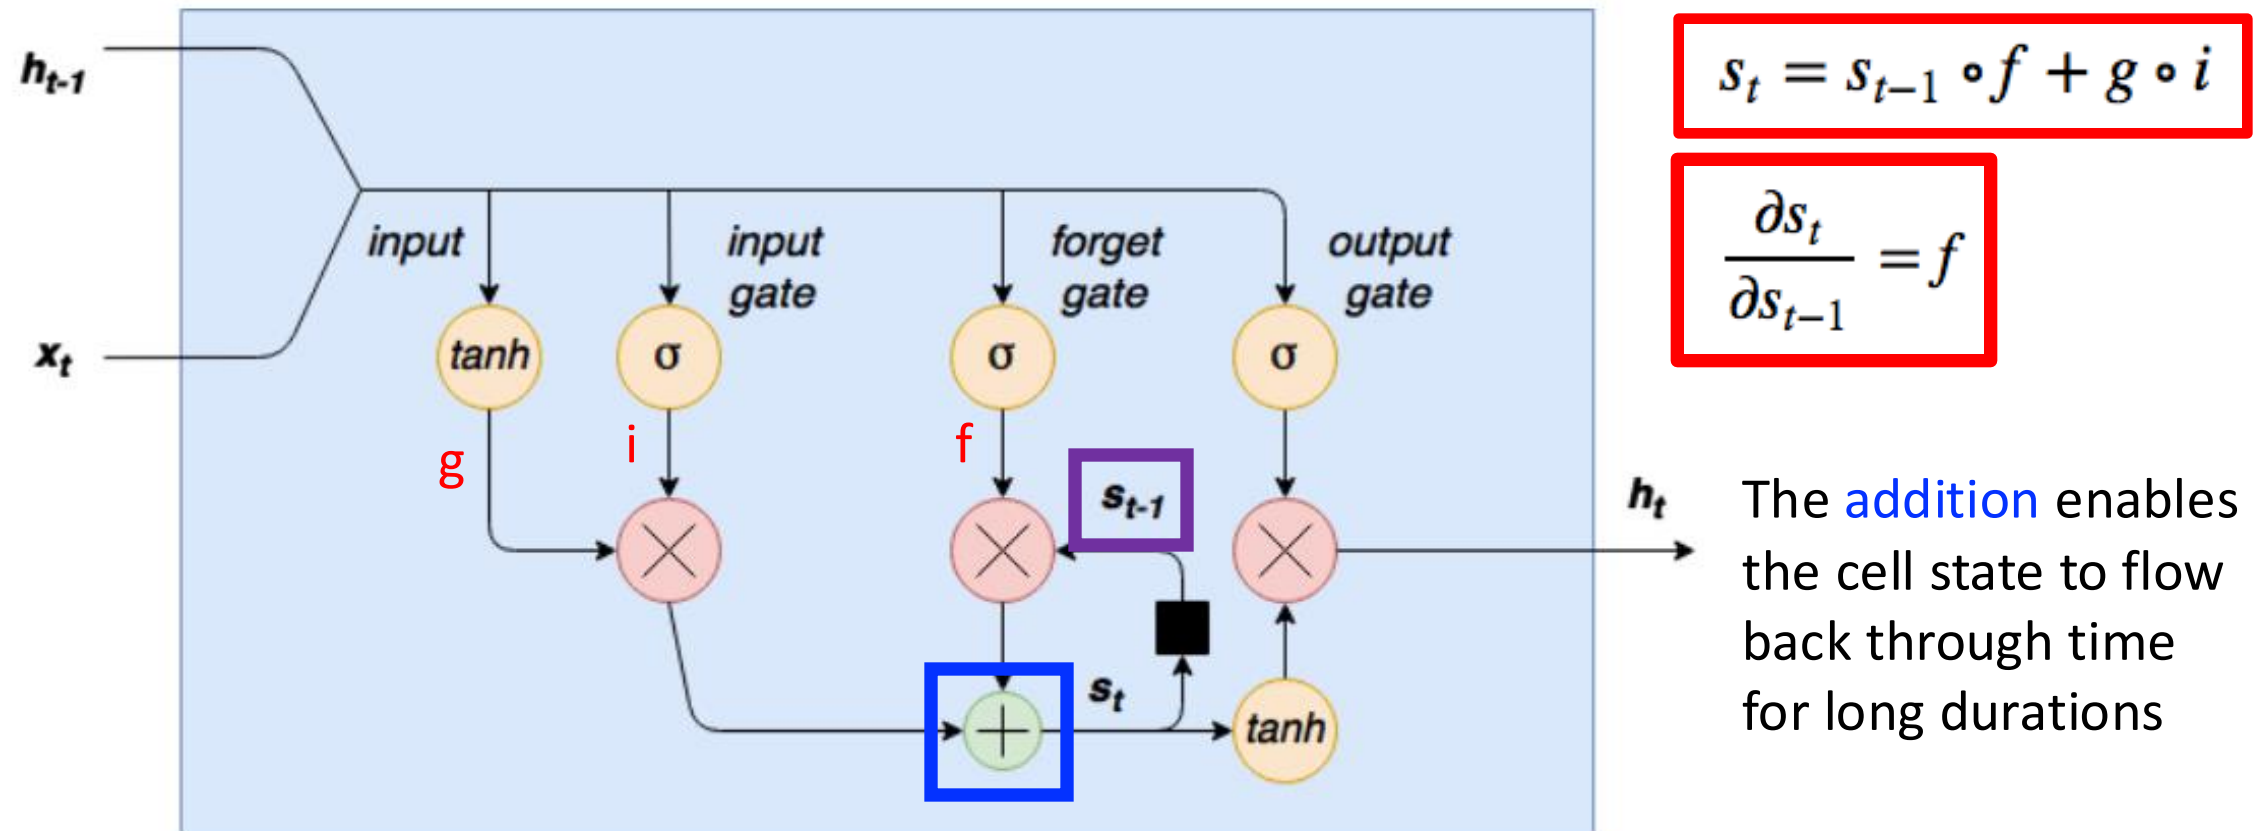 h_{t-1}
x_t
input
input
gate
forget
gate
output
gate
tanh
σ
σ
σ
g
i
f
s_{t-1}
s_t
tanh
h_t
s_t = s_{t-1} ∘ f + g ∘ i
∂s_t / ∂s_{t-1} = f
The addition enables
the cell state to flow
back through time
for long durations